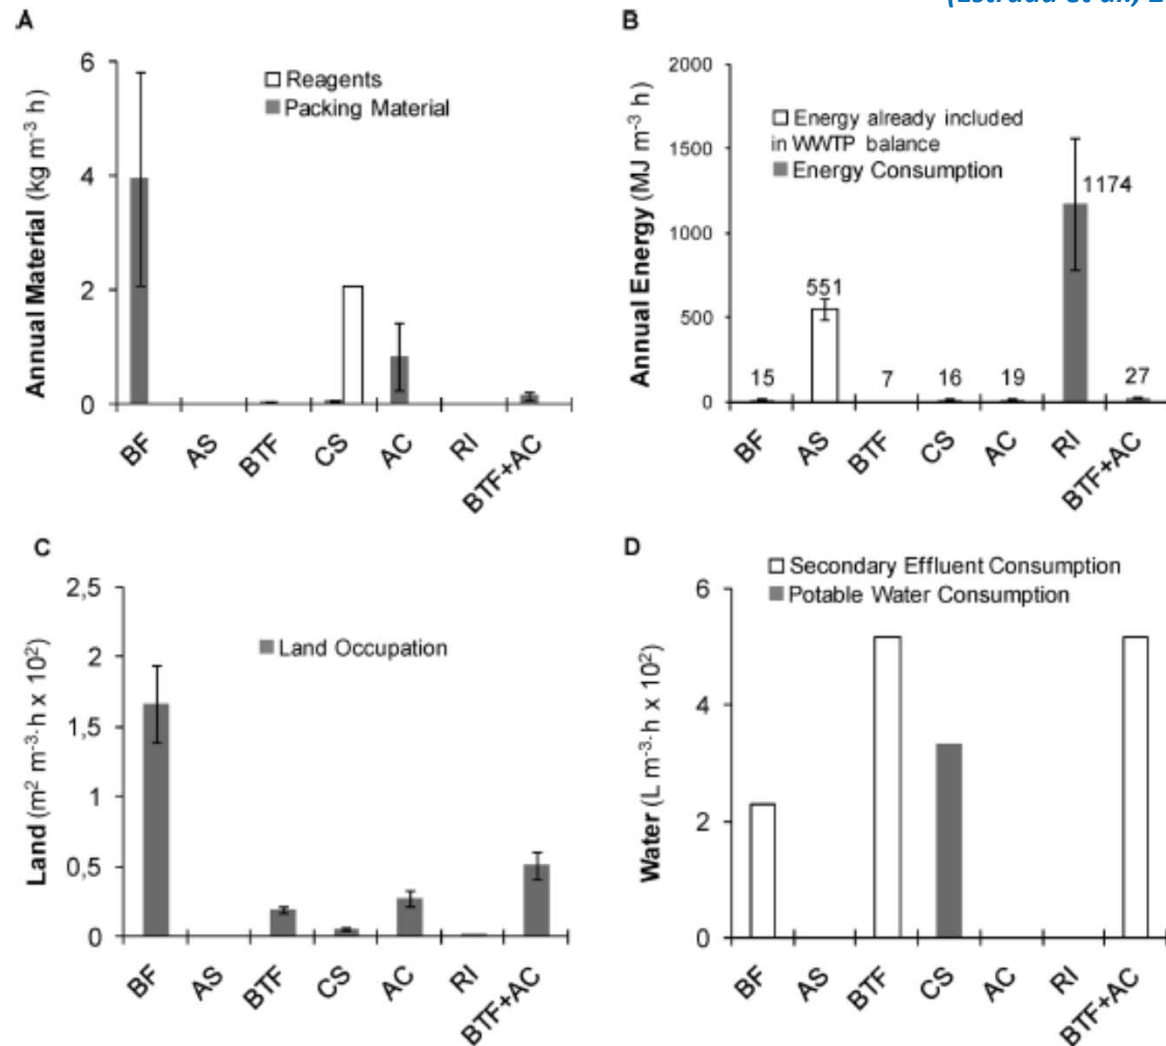 (Estrada et al.,
A
6
4
2
0
Annual Material (kg m⁻³ h)
Reagents
Packing Material
BF
AS
BTF
CS
AC
RI
BTF+AC
B
2000
1500
1000
500
0
Annual Energy (MJ m⁻³ h)
Energy already included
in WWTP balance
Energy Consumption
15
551
7
16
19
1174
27
BF
AS
BTF
CS
AC
RI
BTF+AC
C
2,5
2
1,5
1
0,5
0
Land (m² m⁻³·h x 10²)
Land Occupation
BF
AS
BTF
CS
AC
RI
BTF+AC
D
Secondary Effluent Consumption
Potable Water Consumption
6
4
2
0
Water (L m⁻³·h x 10²)
BF
AS
BTF
CS
AC
RI
BTF+AC